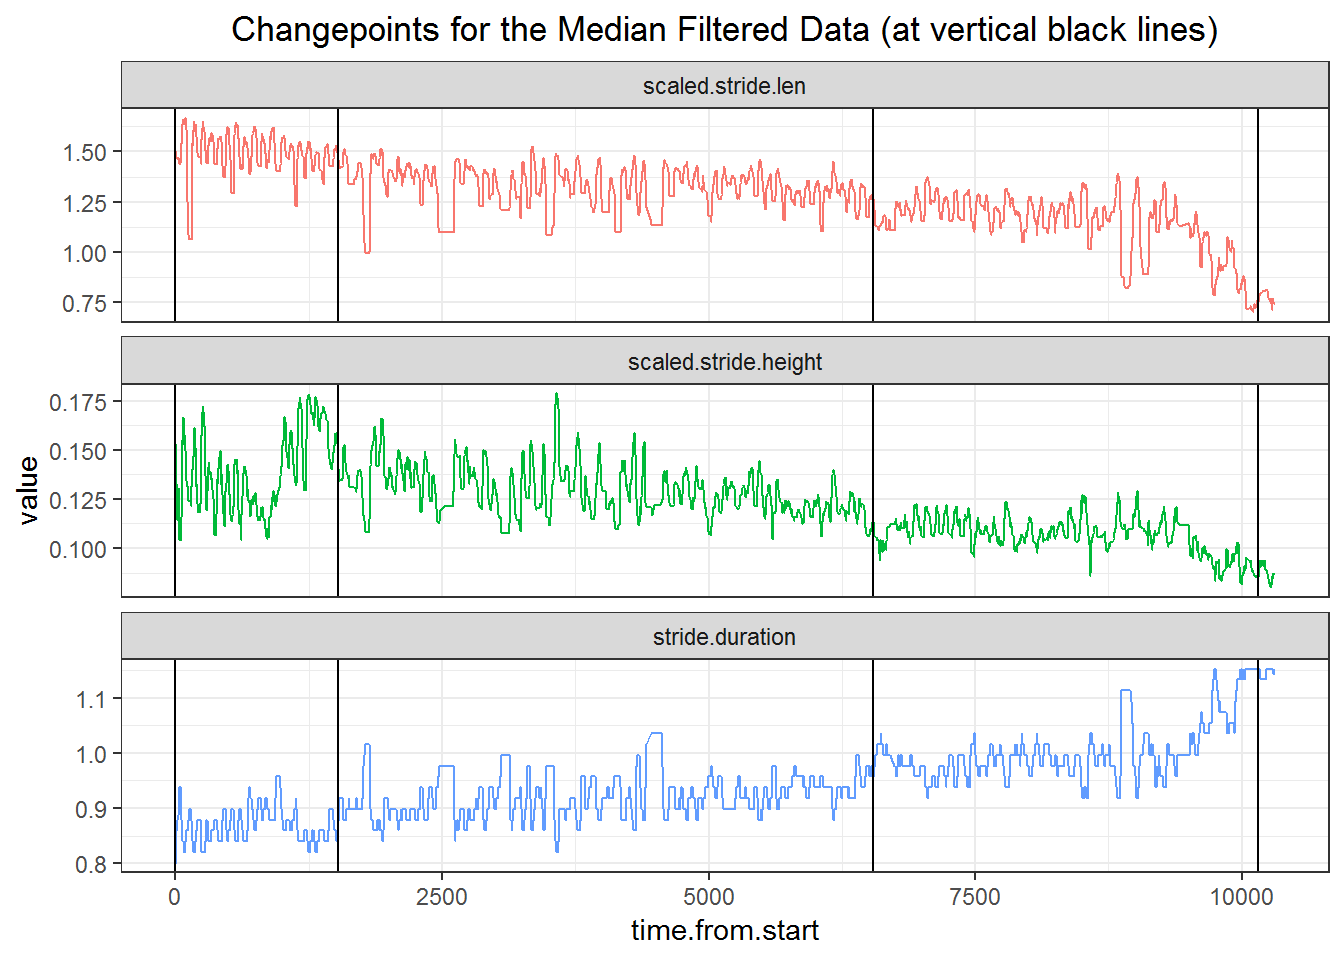 Changepoints for the Median Filtered Data (at vertical black lines)
scaled.stride.len
1.50
1.25
1.00
0.75
scaled.stride.height
0.175
0.150
0.125
0.100
value
stride.duration
1.1
1.0
0.9
0.8
0 2500 5000 7500 10000
time.from.start